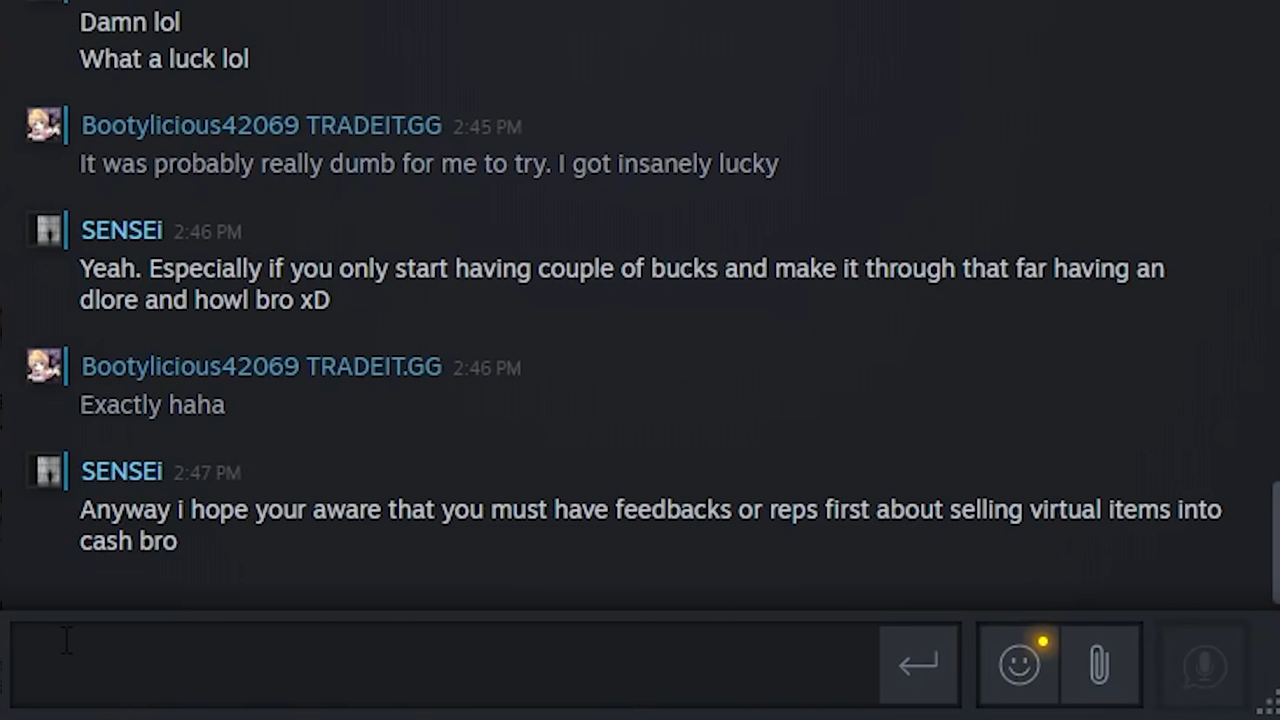 Damn lol
What a luck lol
Bootylicious42069 TRADEIT.GG 2:45 PM
It was probably really dumb for me to try. I got insanely lucky
SENSEi 2:46 PM
Yeah. Especially if you only start having couple of bucks and make it through that far having an
dlore and howl bro xD
Bootylicious42069 TRADEIT.GG 2:46 PM
Exactly haha
SENSEi 2:47 PM
Anyway i hope your aware that you must have feedbacks or reps first about selling virtual items into
cash bro